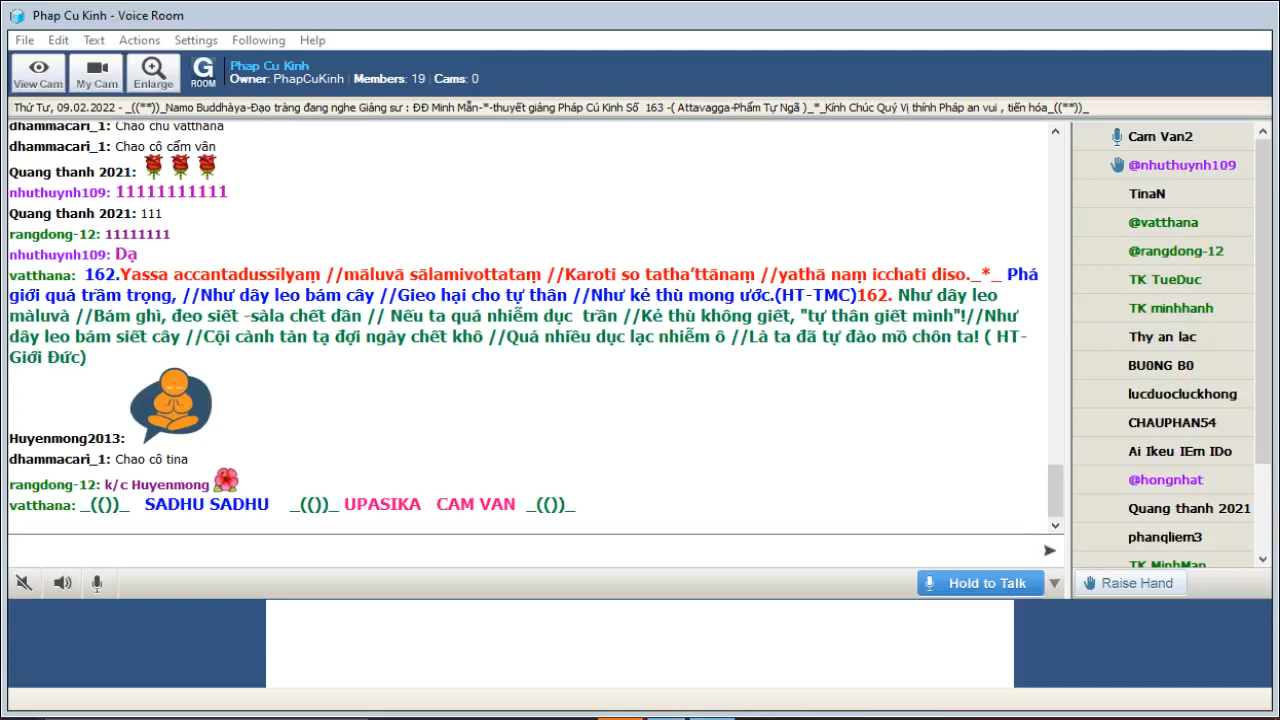 Phap Cu Kinh - Voice Room
File Edit Text Actions Settings Following Help
View Cam My Cam Enlarge G ROOM
Phap Cu Kinh
Owner: PhapCuKinh Members: 19 Cams: 0
Thứ Tư, 09.02.2022 - _((**))_Namo Buddhàya-Đạo tràng đang nghe Giảng sư : ĐĐ Minh Mẫn-*-thuyết giảng Pháp Cú Kinh Số 163 -( Attavagga-Phẩm Tự Ngã )_*_Kính Chúc Quý Vị thính Pháp an vui , tiến hóa_((**))_
dhammacari_1: Chao chu vatthana
dhammacari_1: Chao cô cẩm vân
Quang thanh 2021:
nhuthuynh109: 11111111111
Quang thanh 2021: 111
rangdong-12: 11111111
nhuthuynh109: Dạ
vatthana: 162.Yassa accantadussīlyaṃ //māluvā sālamivottataṃ //Karoti so tatha’ttānaṃ //yathā naṃ icchati diso._*_ Phá
giới quá trầm trọng, //Như dây leo bám cây //Gieo hại cho tự thân //Như kẻ thù mong ước.(HT-TMC)162. Như dây leo
màluvà //Bám ghì, đeo siết -sàla chết dần // Nếu ta quá nhiễm dục trần //Kẻ thù không giết, "tự thân giết mình"!//Như
dây leo bám siết cây //Cội cành tàn tạ đợi ngày chết khô //Quá nhiều dục lạc nhiễm ô //Là ta đã tự đào mồ chôn ta! ( HT-
Giới Đức)
Huyenmong2013:
dhammacari_1: Chao cô tina
rangdong-12: k/c Huyenmong
vatthana: _(())_ SADHU SADHU _(())_ UPASIKA CAM VAN _(())_
Cam Van2
@nhuthuynh109
TinaN
@vatthana
@rangdong-12
TK TueDuc
TK minhhanh
Thy an lac
BU0NG B0
lucduocluckhong
CHAUPHAN54
Ai Ikeu IEm IDo
@hongnhat
Quang thanh 2021
phanqliem3
TK MinhMan
Hold to Talk
Raise Hand